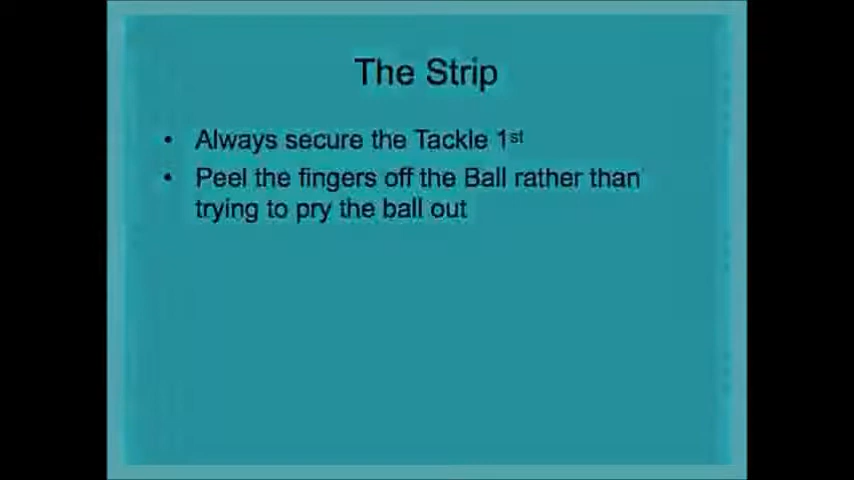 The Strip
• Always secure the Tackle 1st
• Peel the fingers off the Ball rather than
trying to pry the ball out